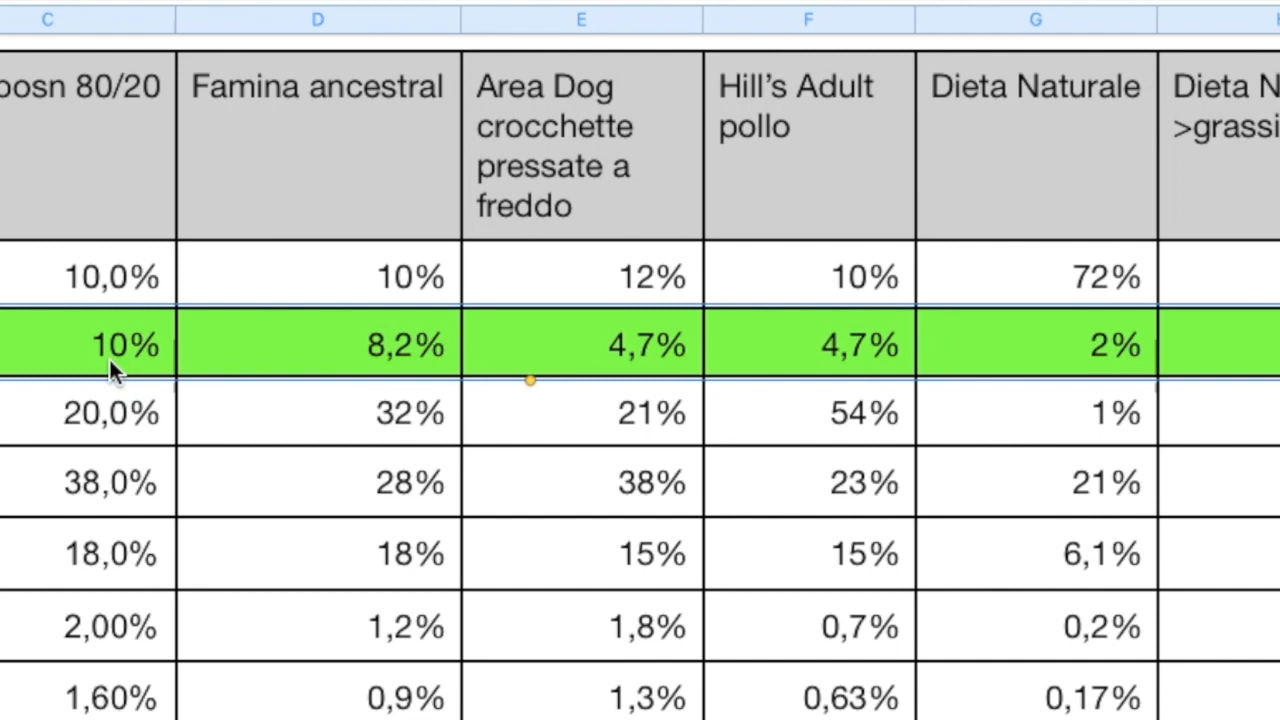 C D E F G
80/20 Famina ancestral Area Dog Hill’s Adult Dieta Naturale Dieta
crocchette pollo >grassi
pressate a
freddo
10,0% 10% 12% 10% 72%
10% 8,2% 4,7% 4,7% 2%
20,0% 32% 21% 54% 1%
38,0% 28% 38% 23% 21%
18,0% 18% 15% 15% 6,1%
2,00% 1,2% 1,8% 0,7% 0,2%
1,60% 0,9% 1,3% 0,63% 0,17%